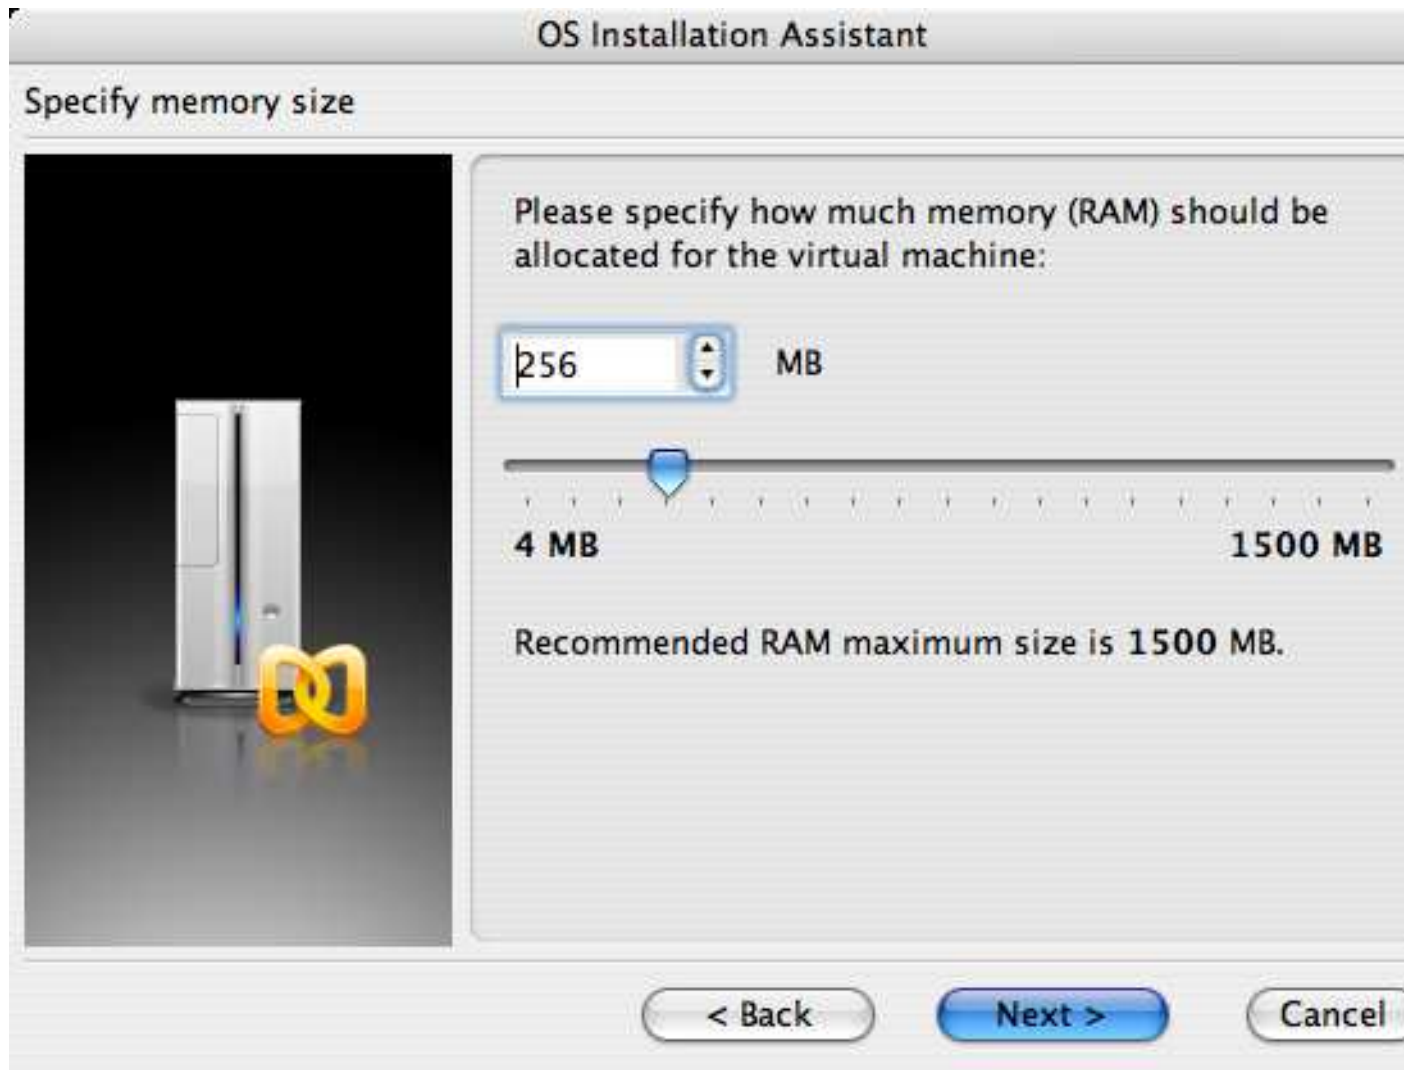 OS Installation Assistant
Specify memory size
Please specify how much memory (RAM) should be
allocated for the virtual machine:
256 MB
4 MB 1500 MB
Recommended RAM maximum size is 1500 MB.
< Back Next > Cancel